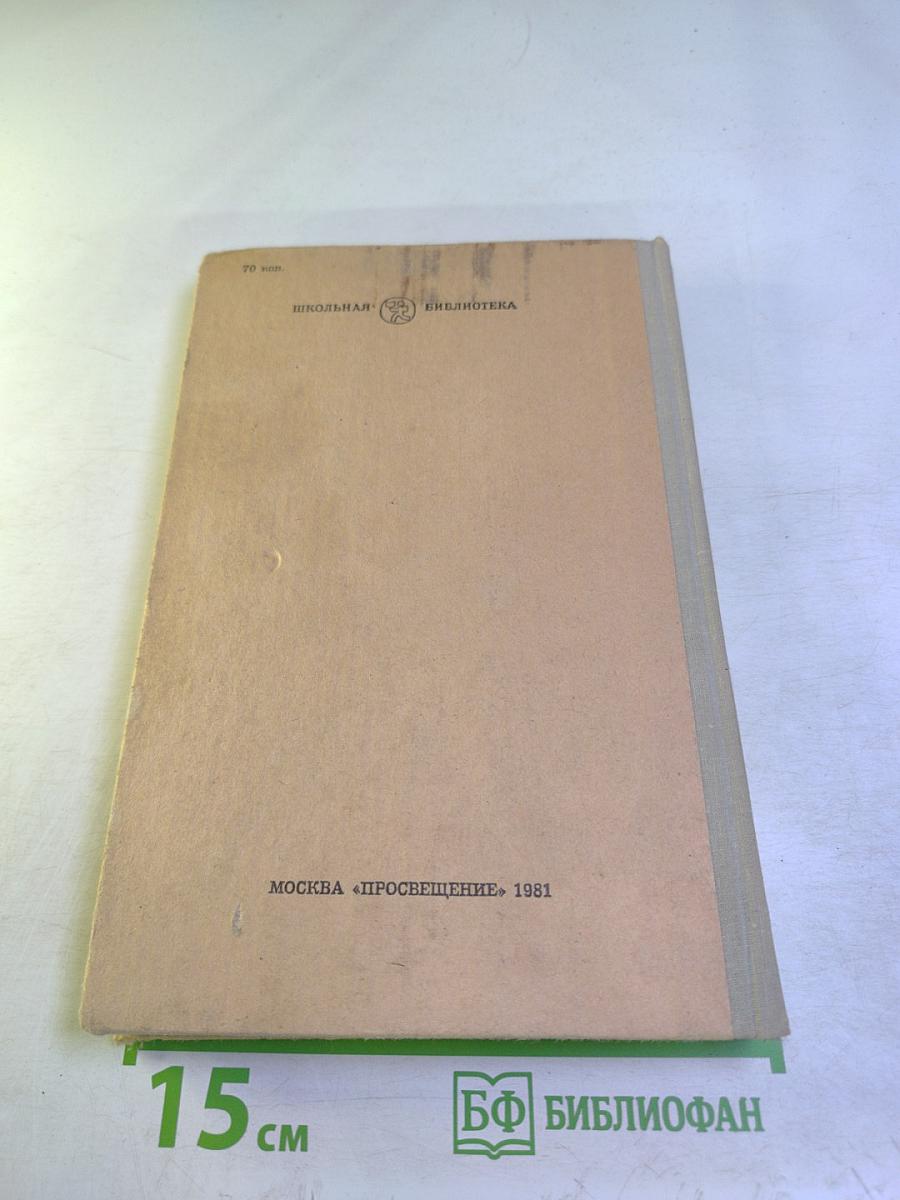 70 коп.
ШКОЛЬНАЯ БИБЛИОТЕКА
МОСКВА «ПРОСВЕЩЕНИЕ» 1981
15 см
БФ БИБЛИОФАН